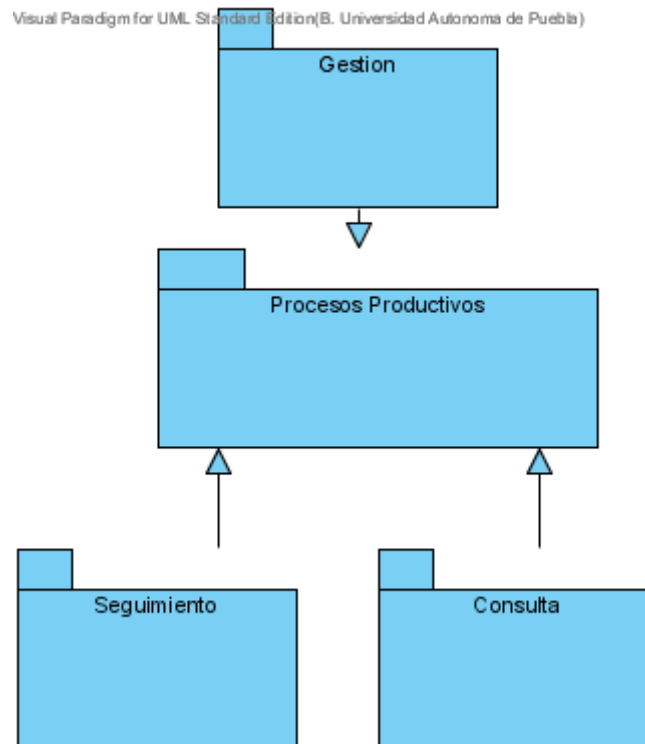 Visual Paradigm for UML Standard Edition(B. Universidad Autonoma de Puebla)
Gestion
Procesos Productivos
Seguimiento
Consulta